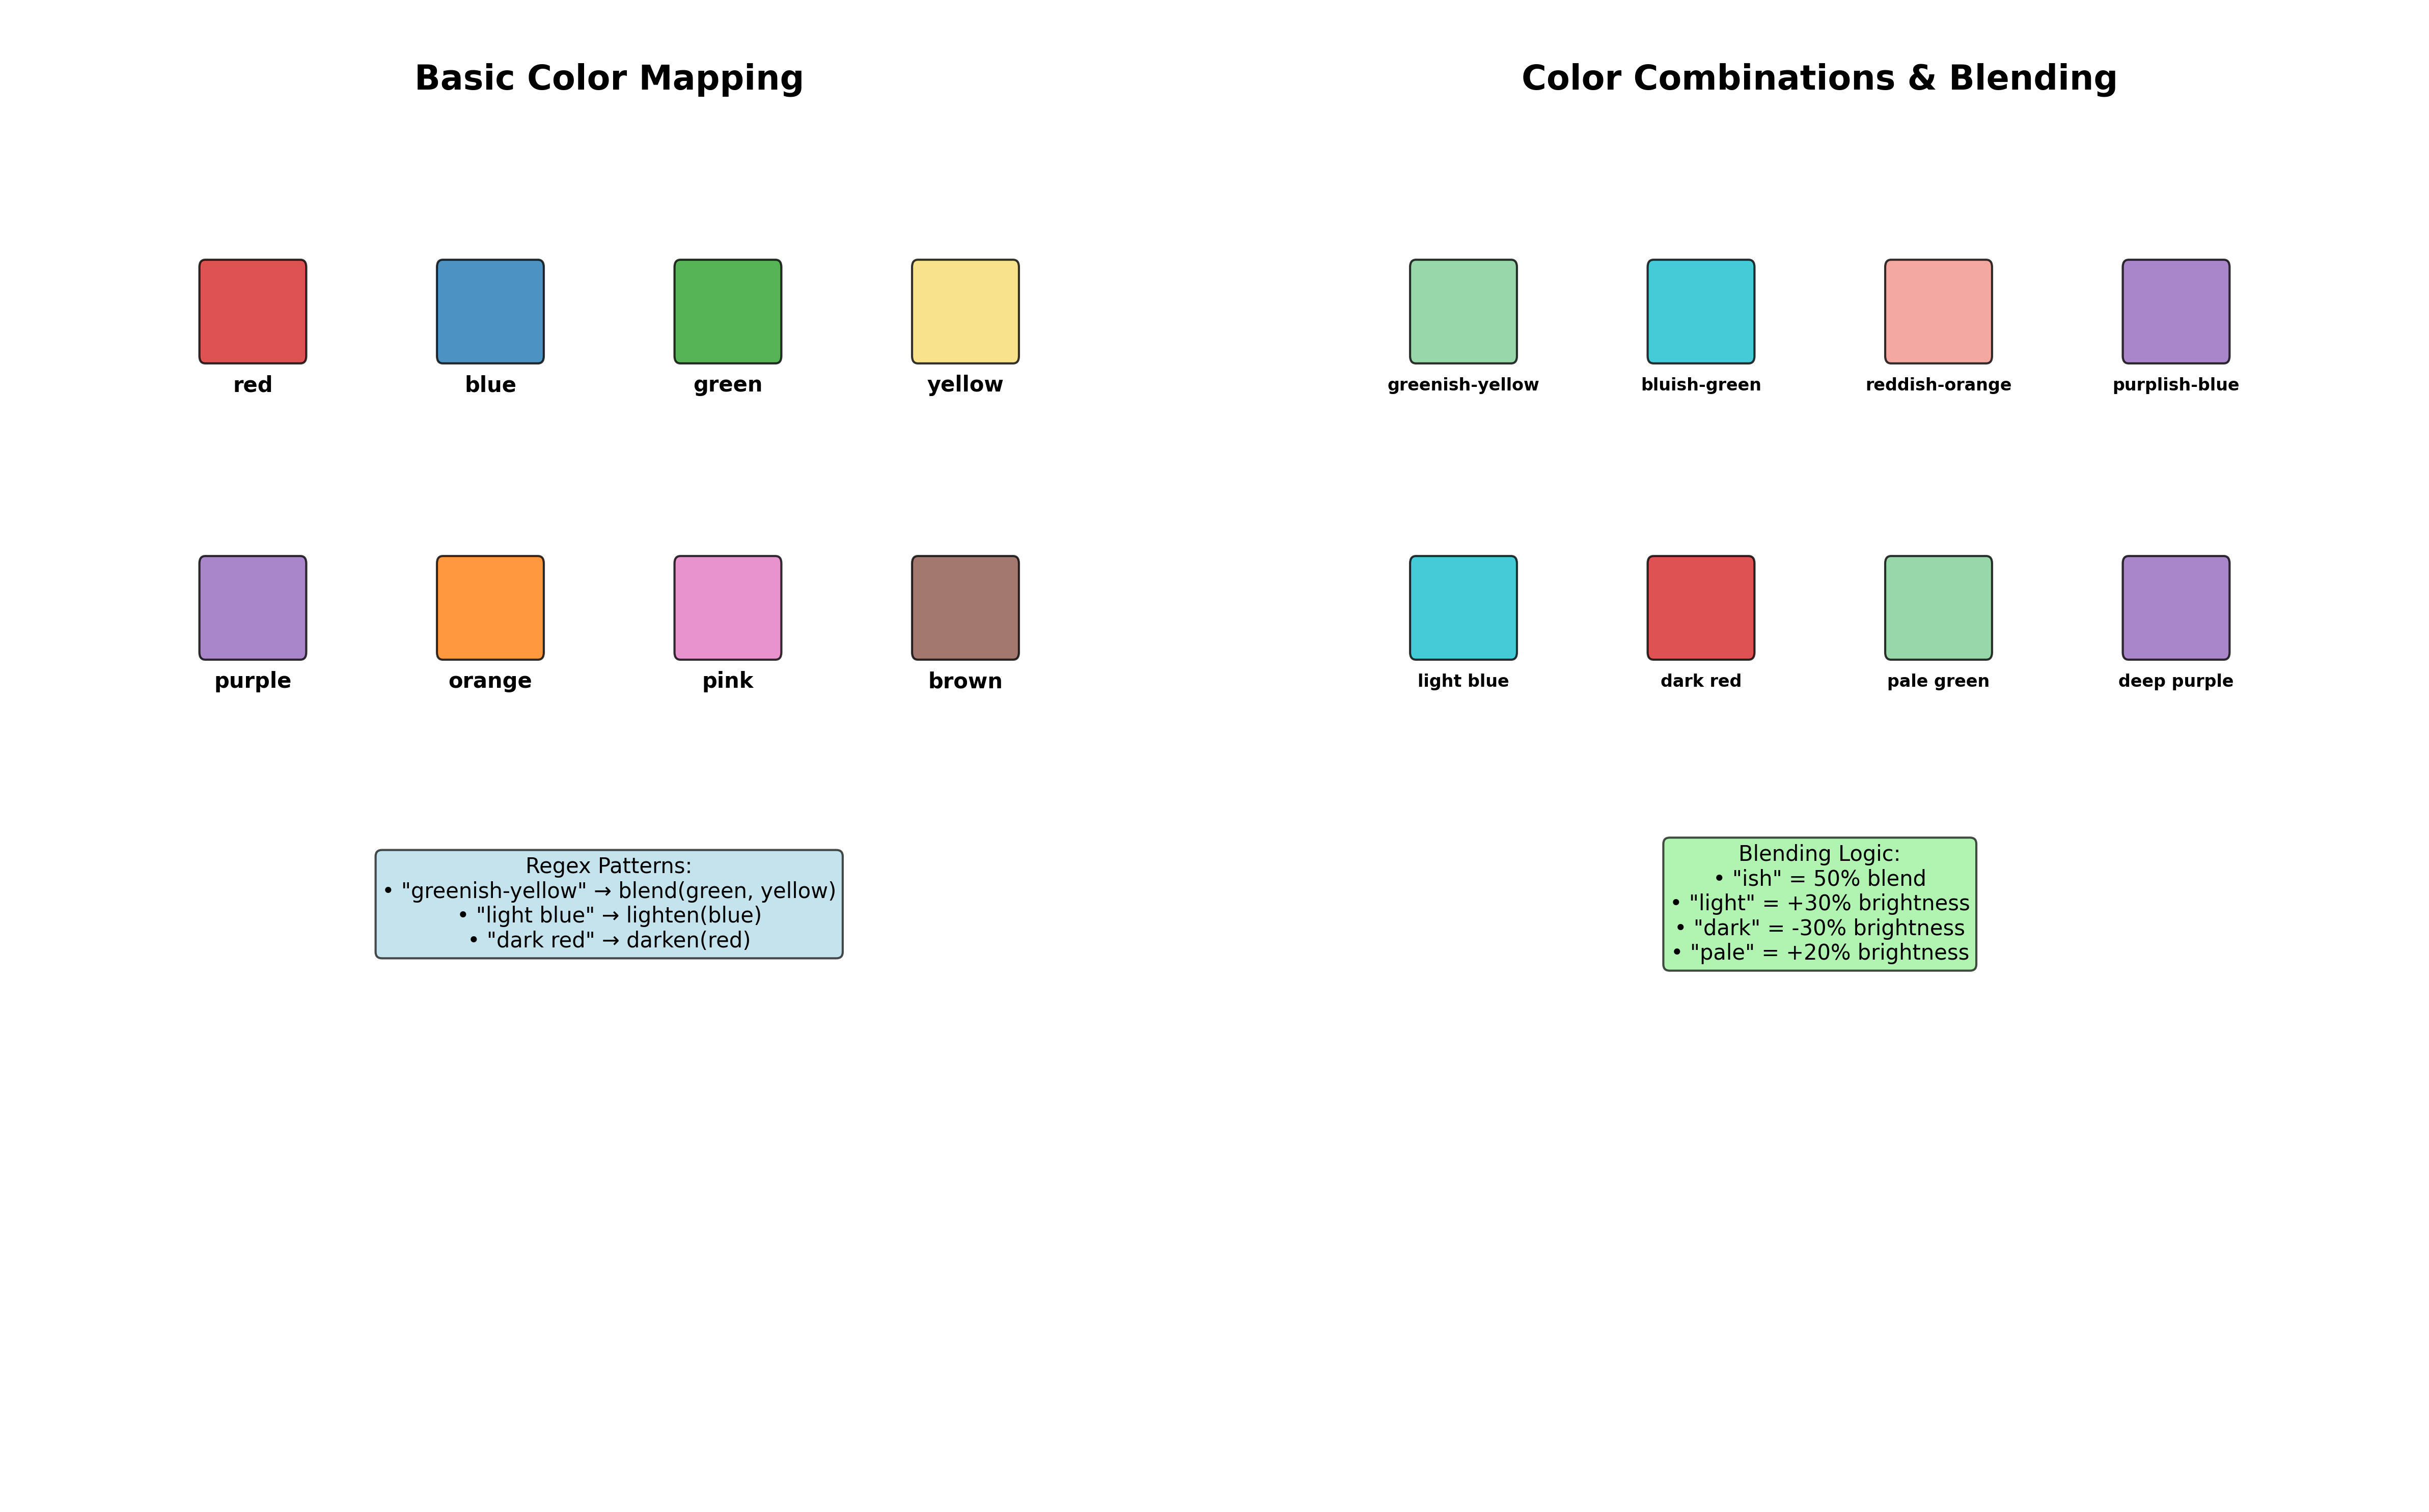 Basic Color Mapping
red
blue
green
yellow
purple
orange
pink
brown
Regex Patterns:
• "greenish-yellow" → blend(green, yellow)
• "light blue" → lighten(blue)
• "dark red" → darken(red)
Color Combinations & Blending
greenish-yellow
bluish-green
reddish-orange
purplish-blue
light blue
dark red
pale green
deep purple
Blending Logic:
• "ish" = 50% blend
• "light" = +30% brightness
• "dark" = -30% brightness
• "pale" = +20% brightness